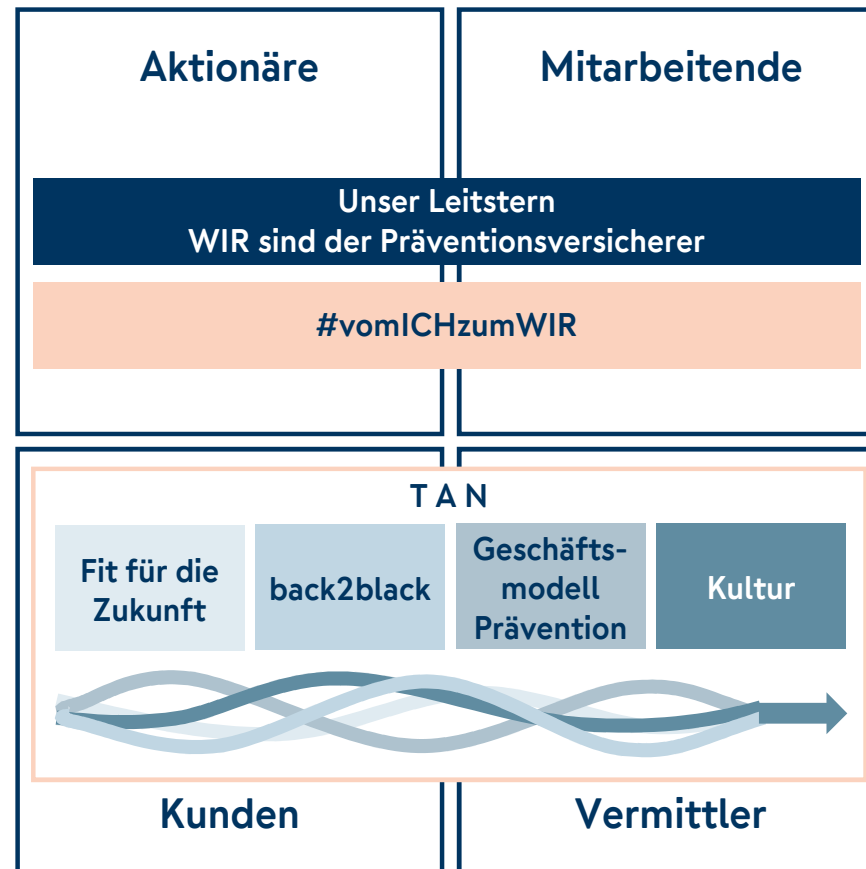 Aktionäre
Mitarbeitende
Unser Leitstern
WIR sind der Präventionsversicherer
#vomICHzumWIR
T A N
Fit für die
Zukunft
back2black
Geschäfts-
modell
Prävention
Kultur
Kunden
Vermittler